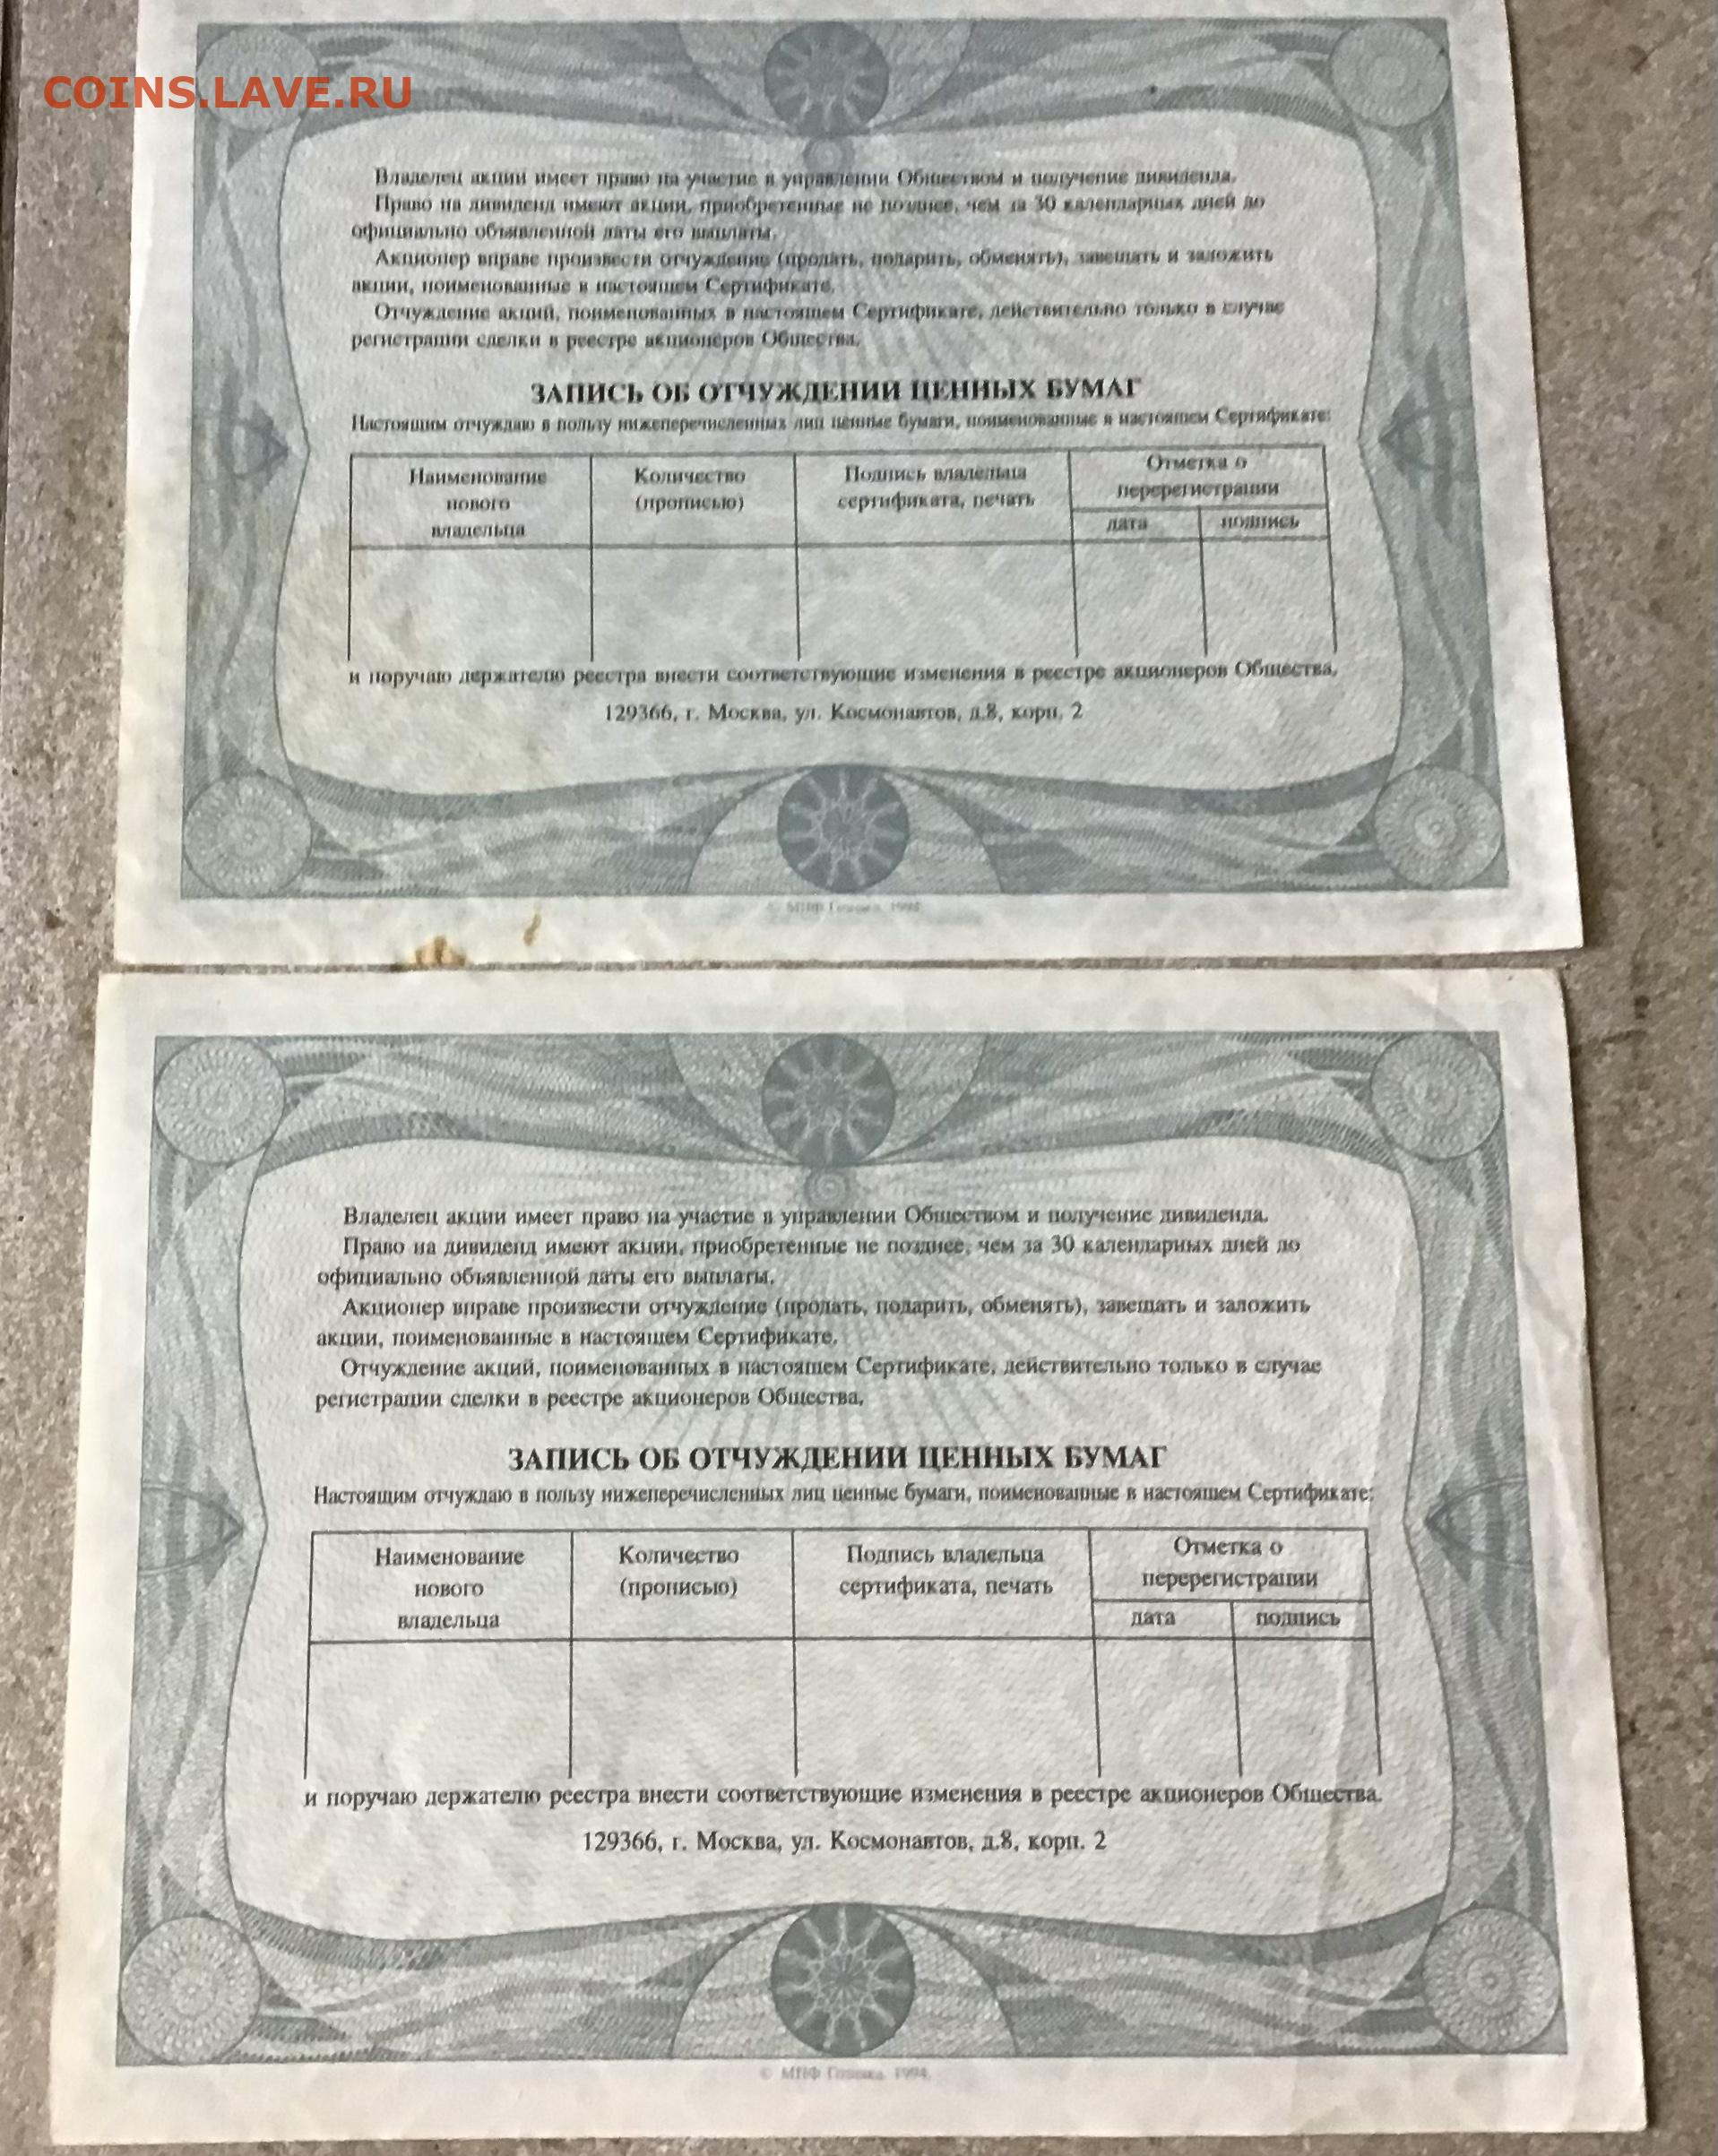 COINS.LAVE.RU
Владелец акции имеет право на участие в управлении Обществом и получение дивиденда.
Право на дивиденд имеют акции, приобретенные не позднее, чем за 30 календарных дней до
официально объявленной даты его выплаты.
Акционер вправе произвести отчуждение (продать, подарить, обменять), завещать и заложить
акции, поименованные в настоящем Сертификате.
Отчуждение акций, поименованных в настоящем Сертификате, действительно только в случае
регистрации сделки в реестре акционеров Общества.
ЗАПИСЬ ОБ ОТЧУЖДЕНИИ ЦЕННЫХ БУМАГ
Настоящим отчуждаю в пользу нижеперечисленных лиц ценные бумаги, поименованные в настоящем Сертификате:
Наименование нового владельца
Количество (прописью)
Подпись владельца сертификата, печать
Отметка о перерегистрации
дата подпись
и поручаю держателю реестра внести соответствующие изменения в реестре акционеров Общества.
129366, г. Москва, ул. Космонавтов, д.8, корп. 2
© МПФ 1994
Владелец акции имеет право на участие в управлении Обществом и получение дивиденда.
Право на дивиденд имеют акции, приобретенные не позднее, чем за 30 календарных дней до
официально объявленной даты его выплаты.
Акционер вправе произвести отчуждение (продать, подарить, обменять), завещать и заложить
акции, поименованные в настоящем Сертификате.
Отчуждение акций, поименованных в настоящем Сертификате, действительно только в случае
регистрации сделки в реестре акционеров Общества.
ЗАПИСЬ ОБ ОТЧУЖДЕНИИ ЦЕННЫХ БУМАГ
Настоящим отчуждаю в пользу нижеперечисленных лиц ценные бумаги, поименованные в настоящем Сертификате:
Наименование нового владельца
Количество (прописью)
Подпись владельца сертификата, печать
Отметка о перерегистрации
дата подпись
и поручаю держателю реестра внести соответствующие изменения в реестре акционеров Общества.
129366, г. Москва, ул. Космонавтов, д.8, корп. 2
© МПФ 1994